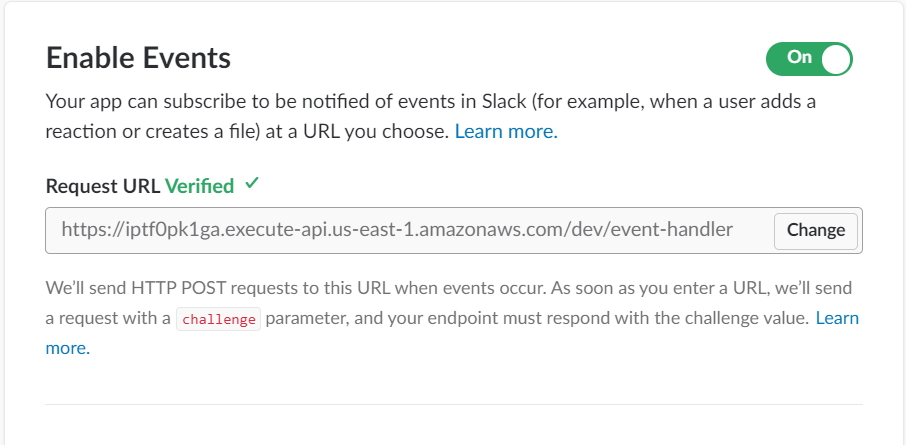 Enable Events
On
Your app can subscribe to be notified of events in Slack (for example, when a user adds a
reaction or creates a file) at a URL you choose. Learn more.
Request URL Verified ✓
https://iptf0pk1ga.execute-api.us-east-1.amazonaws.com/dev/event-handler
Change
We’ll send HTTP POST requests to this URL when events occur. As soon as you enter a URL, we’ll send
a request with a challenge parameter, and your endpoint must respond with the challenge value. Learn
more.